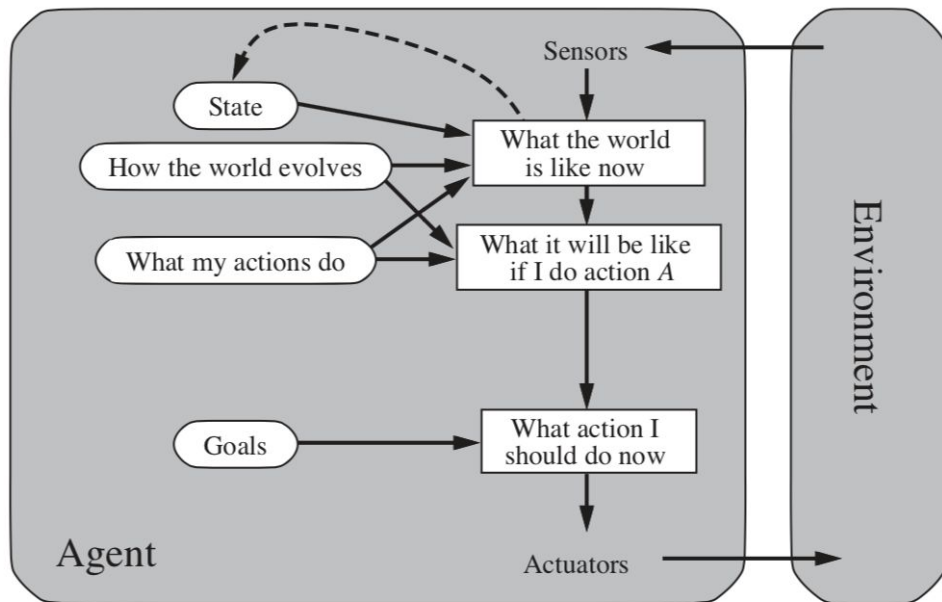 Sensors
State
What the world
is like now
How the world evolves
What my actions do
What it will be like
if I do action A
Goals
What action I
should do now
Agent
Actuators
Environment